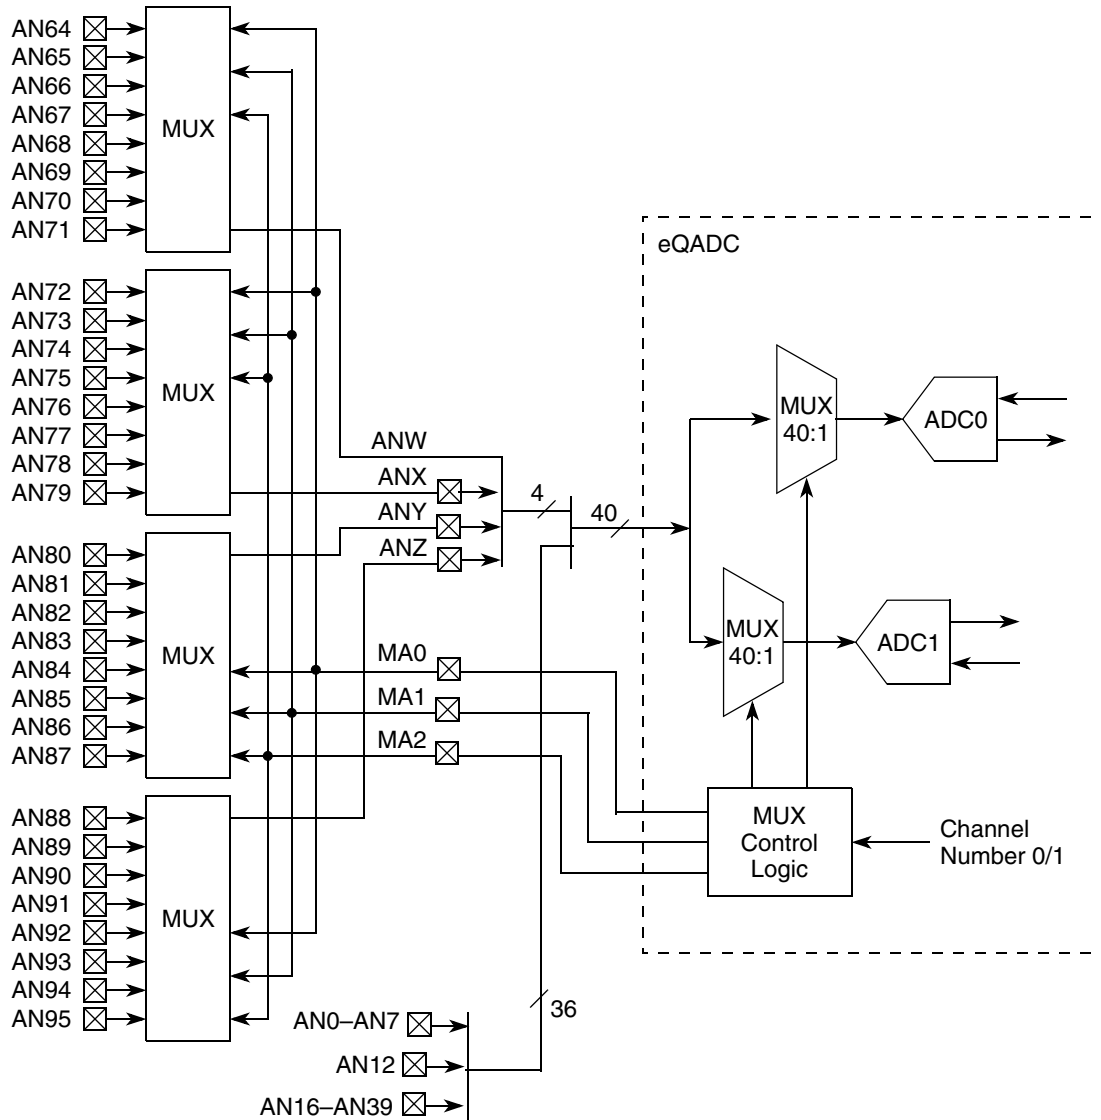 AN64
AN65
AN66
AN67
AN68
AN69
AN70
AN71
MUX
AN72
AN73
AN74
AN75
AN76
AN77
AN78
AN79
MUX
AN80
AN81
AN82
AN83
AN84
AN85
AN86
AN87
MUX
AN88
AN89
AN90
AN91
AN92
AN93
AN94
AN95
MUX
ANW
ANX
ANY
ANZ
MA0
MA1
MA2
4
40
36
AN0–AN7
AN12
AN16–AN39
eQADC
MUX
40:1
ADC0
MUX
40:1
ADC1
MUX
Control
Logic
Channel
Number 0/1